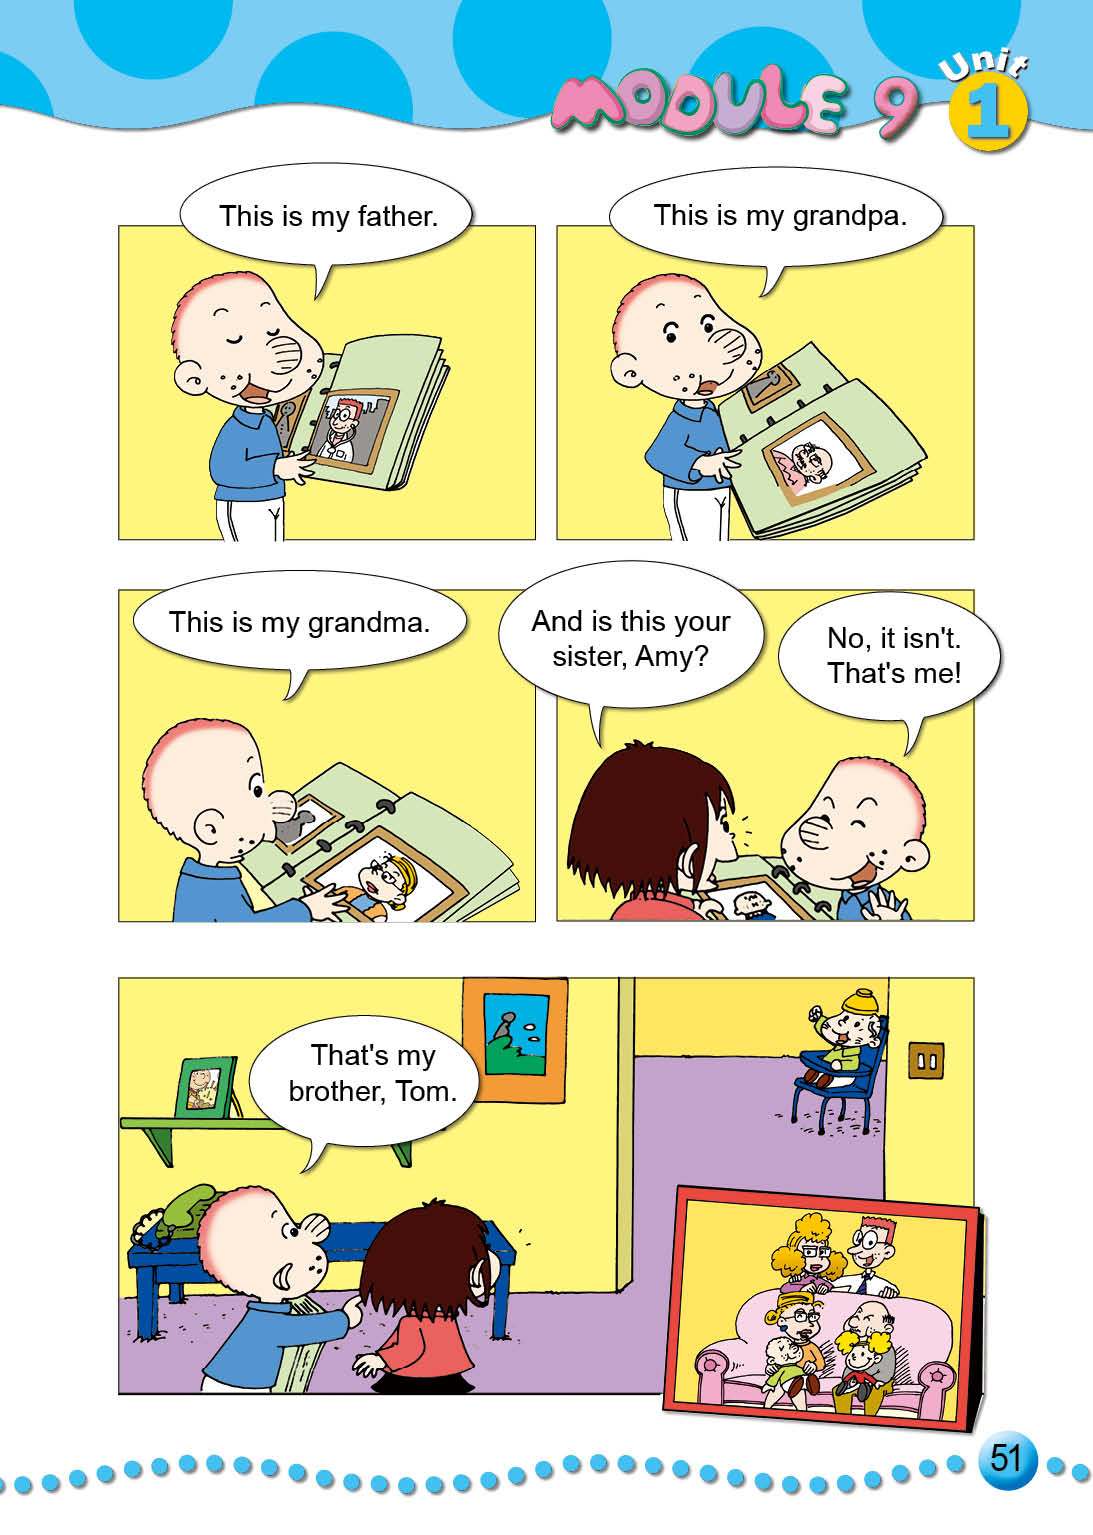 MODULE 9
Unit
1
This is my father.
This is my grandpa.
This is my grandma.
And is this your
sister, Amy?
No, it isn't.
That's me!
That's my
brother, Tom.
51